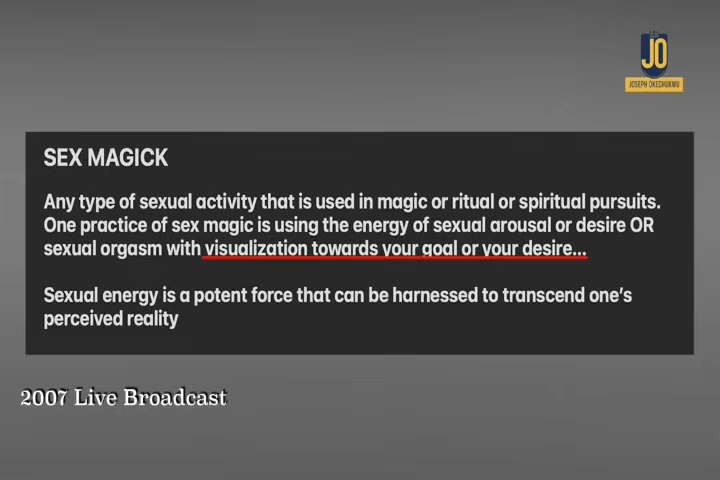 JO
JOSEPH OKECHUKWU
SEX MAGICK
Any type of sexual activity that is used in magic or ritual or spiritual pursuits.
One practice of sex magic is using the energy of sexual arousal or desire OR
sexual orgasm with visualization towards your goal or your desire...
Sexual energy is a potent force that can be harnessed to transcend one's
perceived reality
2007 Live Broadcast